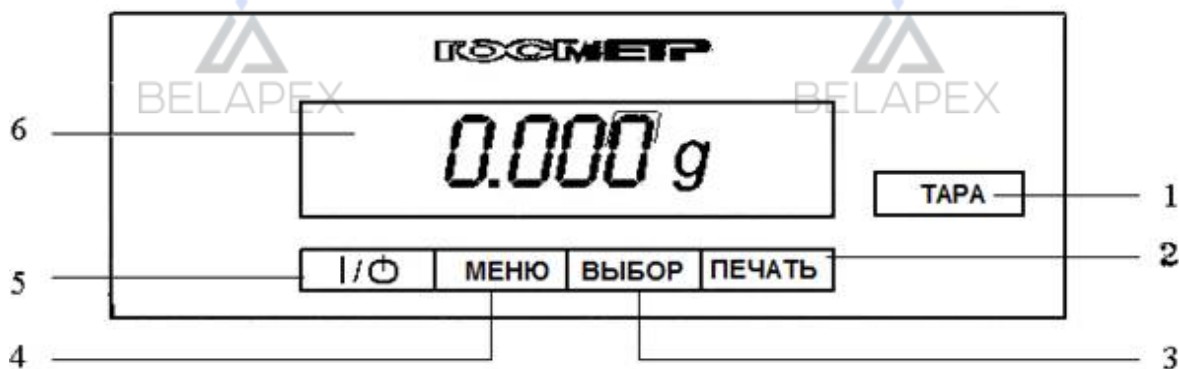 ГОСМЕТР
BELAPEX BELAPEX
6 0.000 g
ТАРА 1
5 I/⏻ МЕНЮ ВЫБОР ПЕЧАТЬ 2
4 3